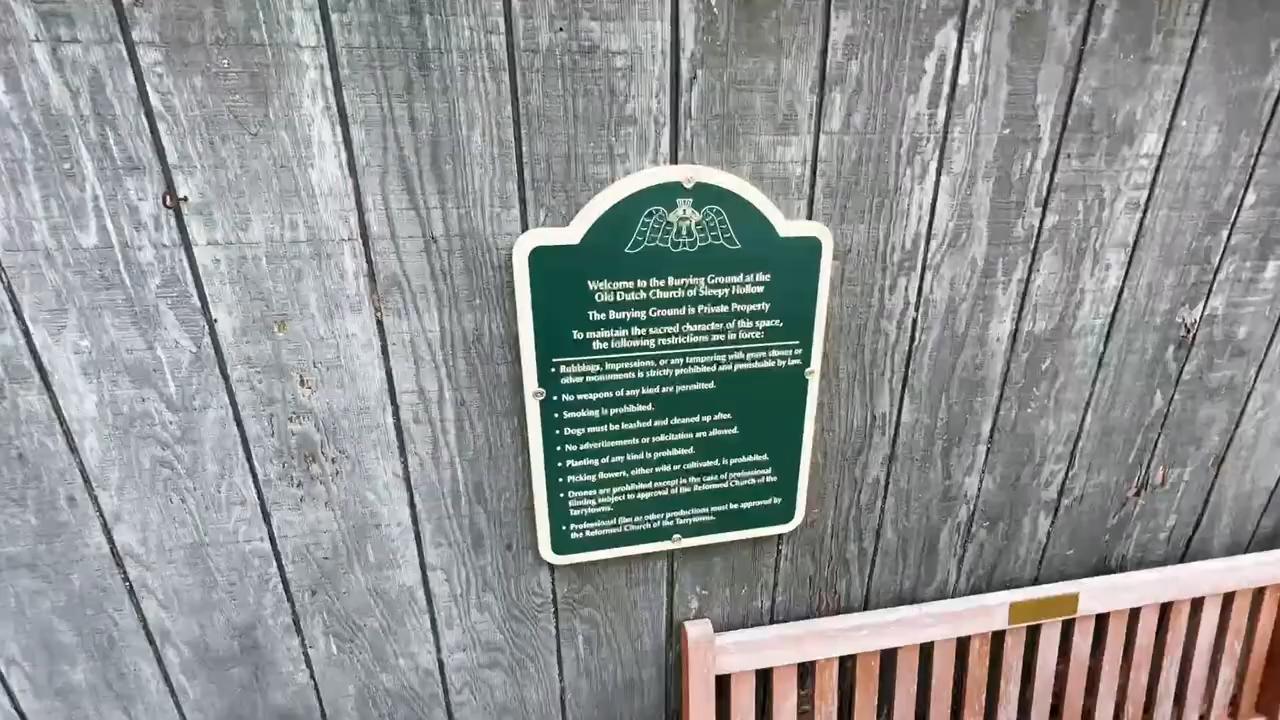 Welcome to the Burying Ground at the
Old Dutch Church of Sleepy Hollow
The Burying Ground is Private Property
To maintain the sacred character of this space,
the following restrictions are in force:
• Rubbings, impressions, or any tampering with grave stones or
other monuments is strictly prohibited and punishable by law.
• No weapons of any kind are permitted.
• Smoking is prohibited.
• Dogs must be leashed and cleaned up after.
• No advertisements or solicitation are allowed.
• Planting of any kind is prohibited.
• Picking flowers, either wild or cultivated, is prohibited.
• Drones are prohibited except in the case of professional
filming subject to approval of the Reformed Church of the
Tarrytowns.
• Professional film or other productions must be approved by
the Reformed Church of the Tarrytowns.